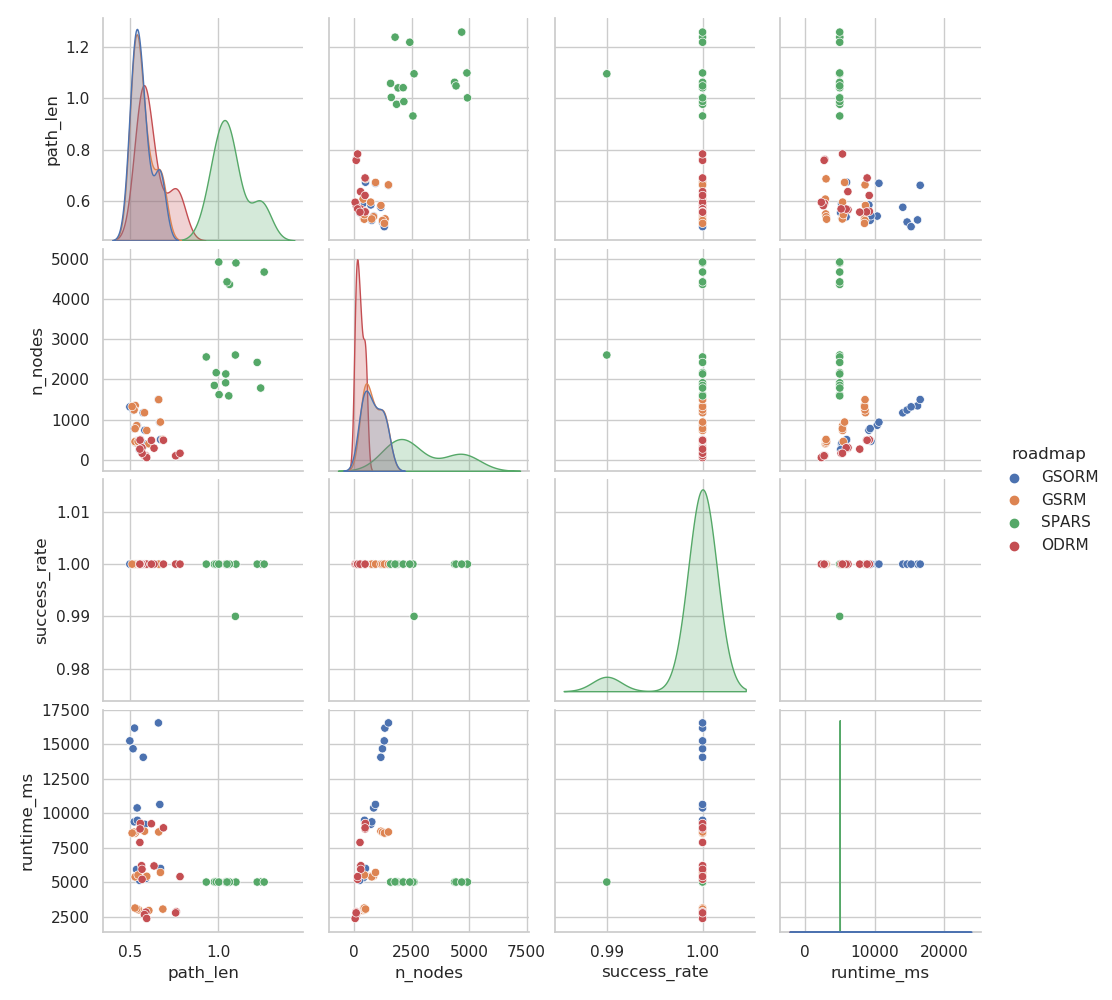 path_len
1.2
1.0
0.8
0.6
n_nodes
5000
4000
3000
2000
1000
0
success_rate
1.01
1.00
0.99
0.98
runtime_ms
17500
15000
12500
10000
7500
5000
2500
0.5 1.0
path_len
0 2500 5000 7500
n_nodes
0.99 1.00
success_rate
0 10000 20000
runtime_ms
roadmap
GSORM
GSRM
SPARS
ODRM